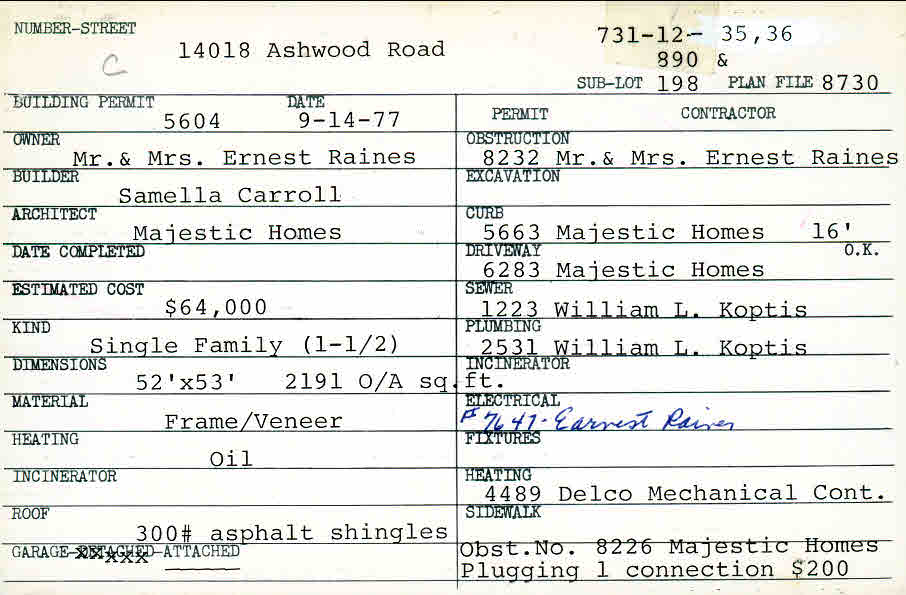 NUMBER-STREET
14018 Ashwood Road
731-12- 35,36
C
890 &
SUB-LOT 198 PLAN FILE 8730
BUILDING PERMIT DATE
5604 9-14-77
PERMIT CONTRACTOR
OWNER
Mr.& Mrs. Ernest Raines
BUILDER
Samella Carroll
ARCHITECT
Majestic Homes
DATE COMPLETED
ESTIMATED COST
$64,000
KIND
Single Family (1-1/2)
DIMENSIONS
52'x53' 2191 O/A sq.ft.
MATERIAL
Frame/Veneer
HEATING
Oil
INCINERATOR
ROOF
300# asphalt shingles
GARAGE-DETACHED-ATTACHED
OBSTRUCTION
8232 Mr.& Mrs. Ernest Raines
EXCAVATION
CURB
5663 Majestic Homes 16'
DRIVEWAY O.K.
6283 Majestic Homes
SEWER
1223 William L. Koptis
PLUMBING
2531 William L. Koptis
INCINERATOR
ELECTRICAL
#7647- Earnest Raines
FIXTURES
HEATING
4489 Delco Mechanical Cont.
SIDEWALK
Obst.No. 8226 Majestic Homes
Plugging 1 connection $200